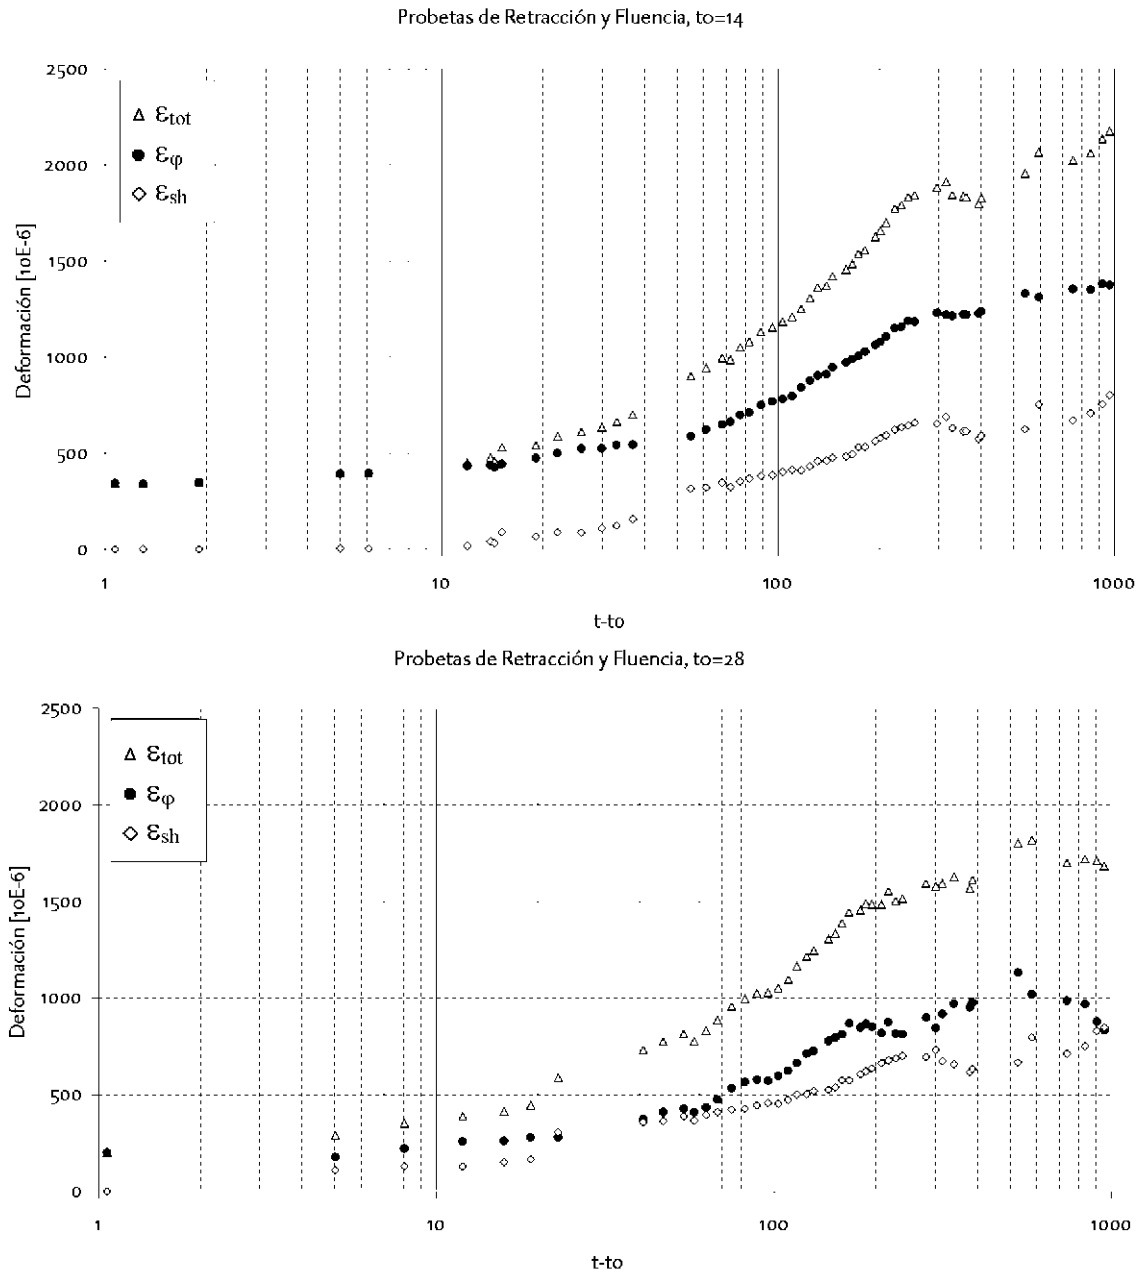 Probetas de Retracción y Fluencia, to=14
2500
2000
1500
1000
500
0
Deformación [10E-6]
εtot
εφ
εsh
1 10 100 1000
t-to
Probetas de Retracción y Fluencia, to=28
2500
2000
1500
1000
500
0
Deformación [10E-6]
εtot
εφ
εsh
1 10 100 1000
t-to